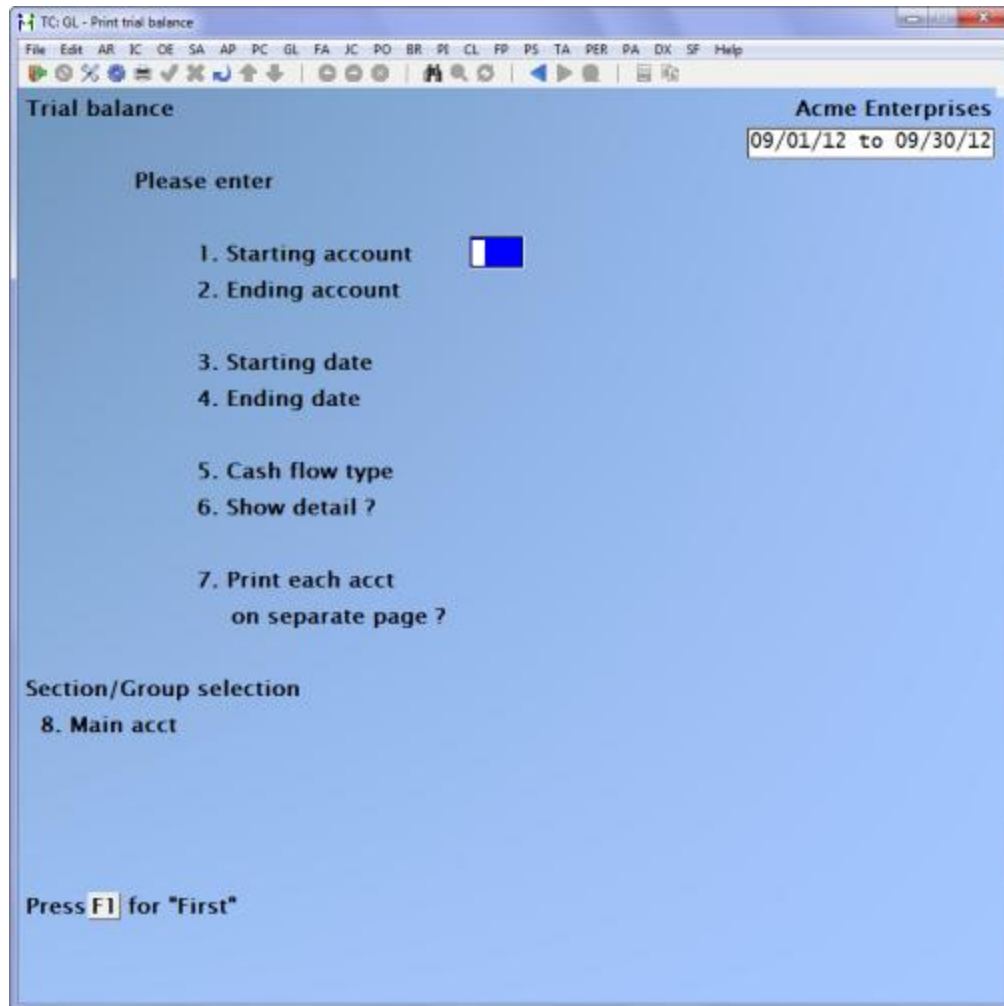 TC: GL - Print trial balance
File Edit AR IC OE SA AP PC GL FA JC PO BR PI CL FP PS TA PER PA DX SF Help
Trial balance Acme Enterprises
09/01/12 to 09/30/12
Please enter
1. Starting account
2. Ending account
3. Starting date
4. Ending date
5. Cash flow type
6. Show detail ?
7. Print each acct
on separate page ?
Section/Group selection
8. Main acct
Press F1 for "First"